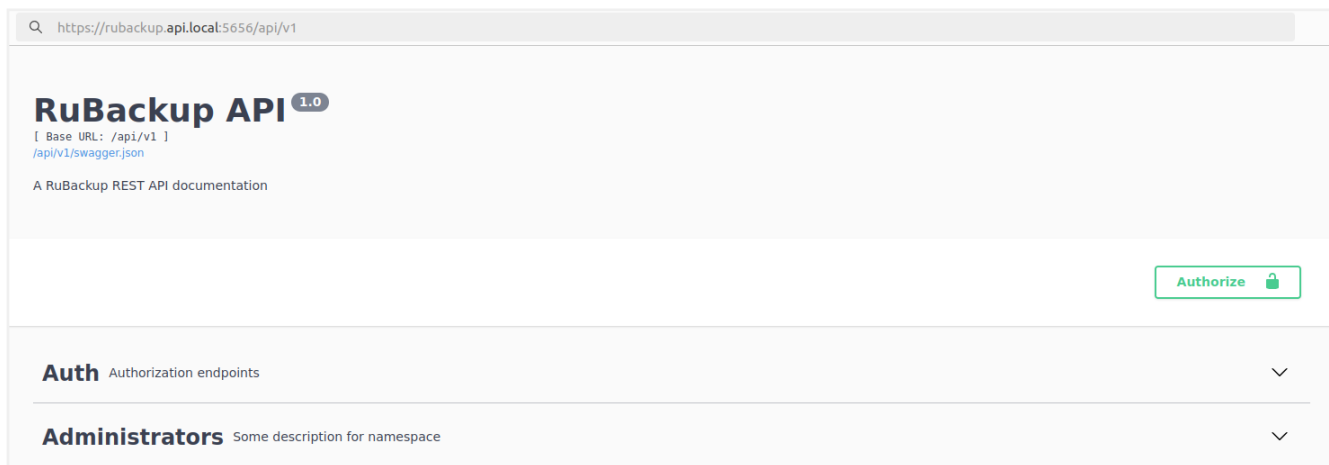 https://rubackup.api.local:5656/api/v1
RuBackup API 1.0
[ Base URL: /api/v1 ]
/api/v1/swagger.json
A RuBackup REST API documentation
Authorize
Auth Authorization endpoints
Administrators Some description for namespace